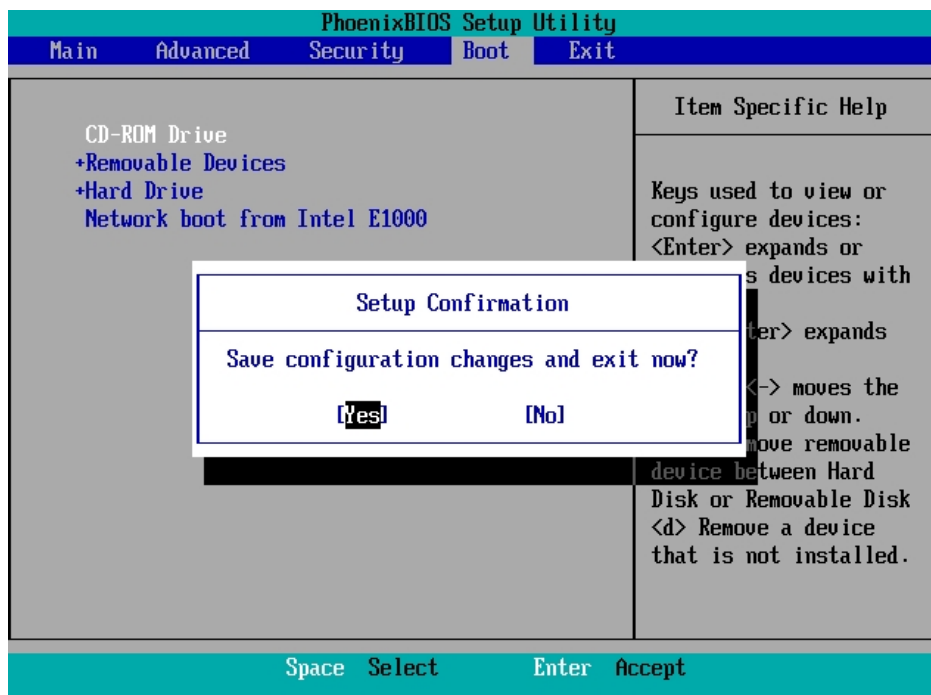 PhoenixBIOS Setup Utility
Main Advanced Security Boot Exit
CD-ROM Drive
+Removable Devices
+Hard Drive
Network boot from Intel E1000
Setup Confirmation
Save configuration changes and exit now?
[Yes] [No]
Item Specific Help
Keys used to view or
configure devices:
<Enter> expands or
devices with
expands
<-> moves the
or down.
move removable
device between Hard
Disk or Removable Disk
<d> Remove a device
that is not installed.
Space Select Enter Accept